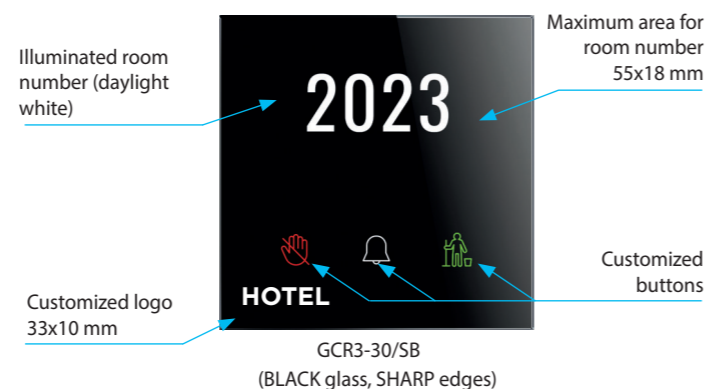 Illuminated room
number (daylight
white)
Maximum area for
room number
55x18 mm
2023
Customized
buttons
HOTEL
Customized logo
33x10 mm
GCR3-30/SB
(BLACK glass, SHARP edges)